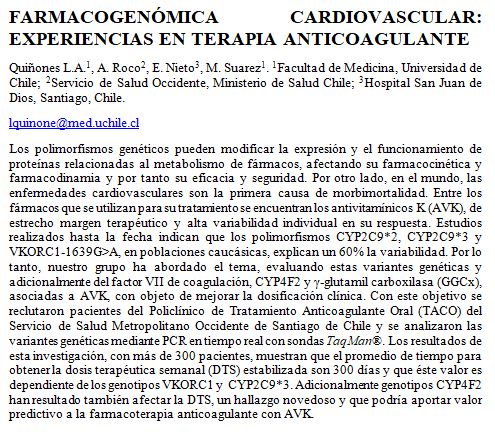 FARMACOGENÓMICA CARDIOVASCULAR:
EXPERIENCIAS EN TERAPIA ANTICOAGULANTE
Quiñones L.A.¹, A. Roco², E. Nieto³, M. Suarez¹. ¹Facultad de Medicina, Universidad de
Chile; ²Servicio de Salud Occidente, Ministerio de Salud Chile; ³Hospital San Juan de
Dios, Santiago, Chile.
lquinone@med.uchile.cl
Los polimorfismos genéticos pueden modificar la expresión y el funcionamiento de
proteínas relacionadas al metabolismo de fármacos, afectando su farmacocinética y
farmacodinamia y por tanto su eficacia y seguridad. Por otro lado, en el mundo, las
enfermedades cardiovasculares son la primera causa de morbimortalidad. Entre los
fármacos que se utilizan para su tratamiento se encuentran los antivitamínicos K (AVK), de
estrecho margen terapéutico y alta variabilidad individual en su respuesta. Estudios
realizados hasta la fecha indican que los polimorfismos CYP2C9*2, CYP2C9*3 y
VKORC1-1639G>A, en poblaciones caucásicas, explican un 60% la variabilidad. Por lo
tanto, nuestro grupo ha abordado el tema, evaluando estas variantes genéticas y
adicionalmente del factor VII de coagulación, CYP4F2 y γ-glutamil carboxilasa (GGCx),
asociadas a AVK, con objeto de mejorar la dosificación clínica. Con este objetivo se
reclutaron pacientes del Policlínico de Tratamiento Anticoagulante Oral (TACO) del
Servicio de Salud Metropolitano Occidente de Santiago de Chile y se analizaron las
variantes genéticas mediante PCR en tiempo real con sondas TaqMan®. Los resultados de
esta investigación, con más de 300 pacientes, muestran que el promedio de tiempo para
obtener la dosis terapéutica semanal (DTS) estabilizada son 300 días y que éste valor es
dependiente de los genotipos VKORC1 y CYP2C9*3. Adicionalmente genotipos CYP4F2
han resultado también afectar la DTS, un hallazgo novedoso y que podría aportar valor
predictivo a la farmacoterapia anticoagulante con AVK.